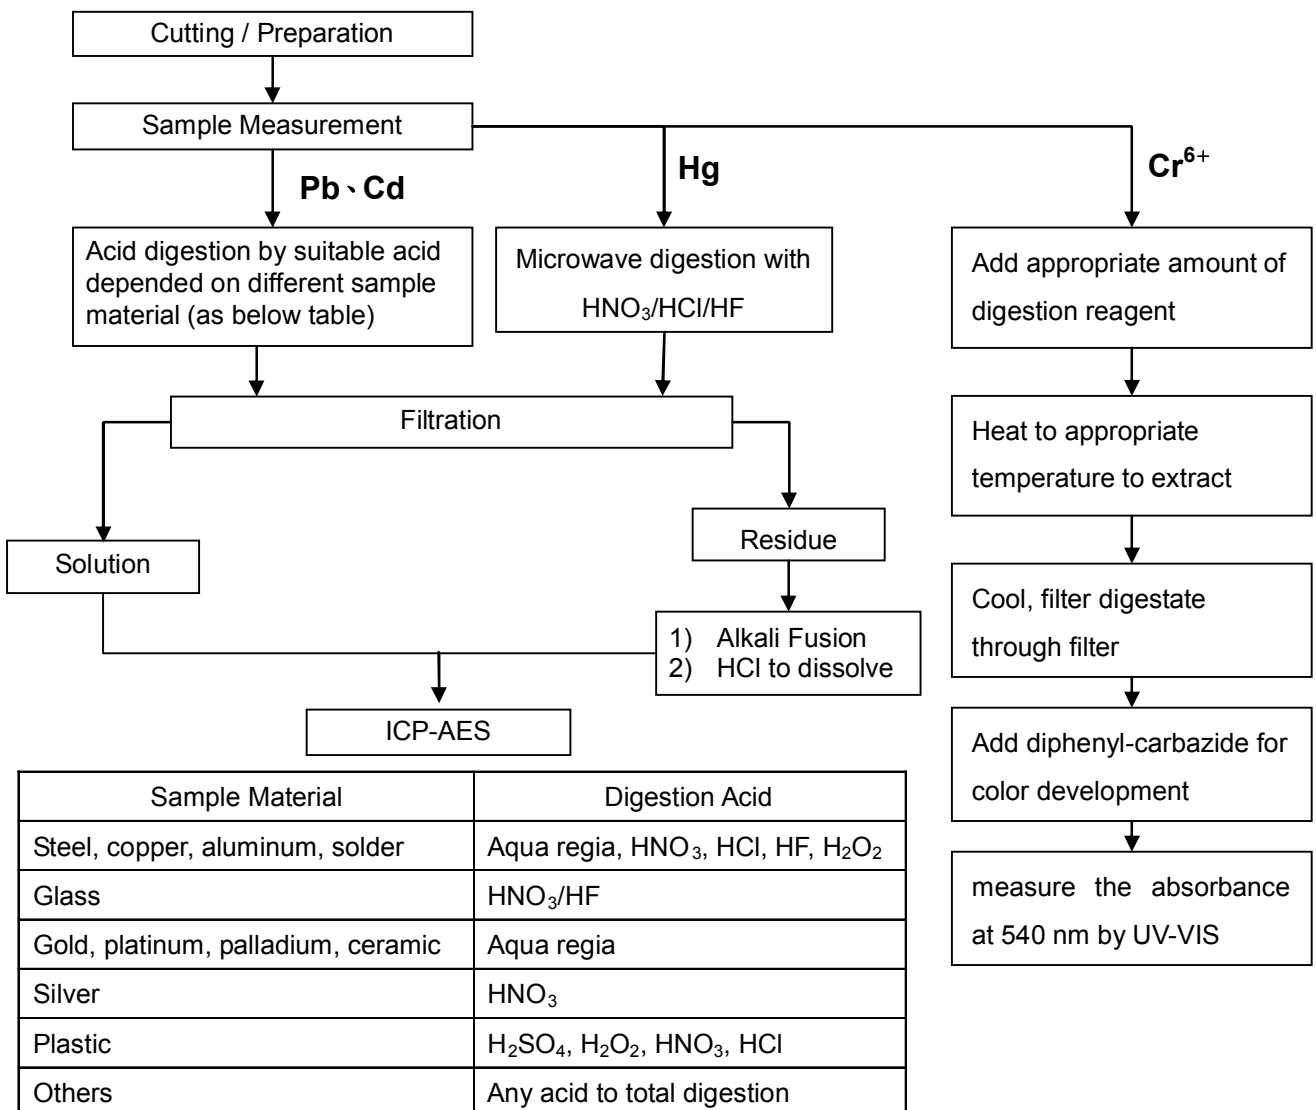 Cutting / Preparation
Sample Measurement
Pb、Cd
Hg
Cr⁶⁺
Acid digestion by suitable acid
depended on different sample
material (as below table)
Microwave digestion with
HNO₃/HCl/HF
Add appropriate amount of
digestion reagent
Filtration
Heat to appropriate
temperature to extract
Solution
Residue
Cool, filter digestate
through filter
1) Alkali Fusion
2) HCl to dissolve
ICP-AES
Add diphenyl-carbazide for
color development
measure the absorbance
at 540 nm by UV-VIS
Sample Material Digestion Acid
Steel, copper, aluminum, solder Aqua regia, HNO₃, HCl, HF, H₂O₂
Glass HNO₃/HF
Gold, platinum, palladium, ceramic Aqua regia
Silver HNO₃
Plastic H₂SO₄, H₂O₂, HNO₃, HCl
Others Any acid to total digestion